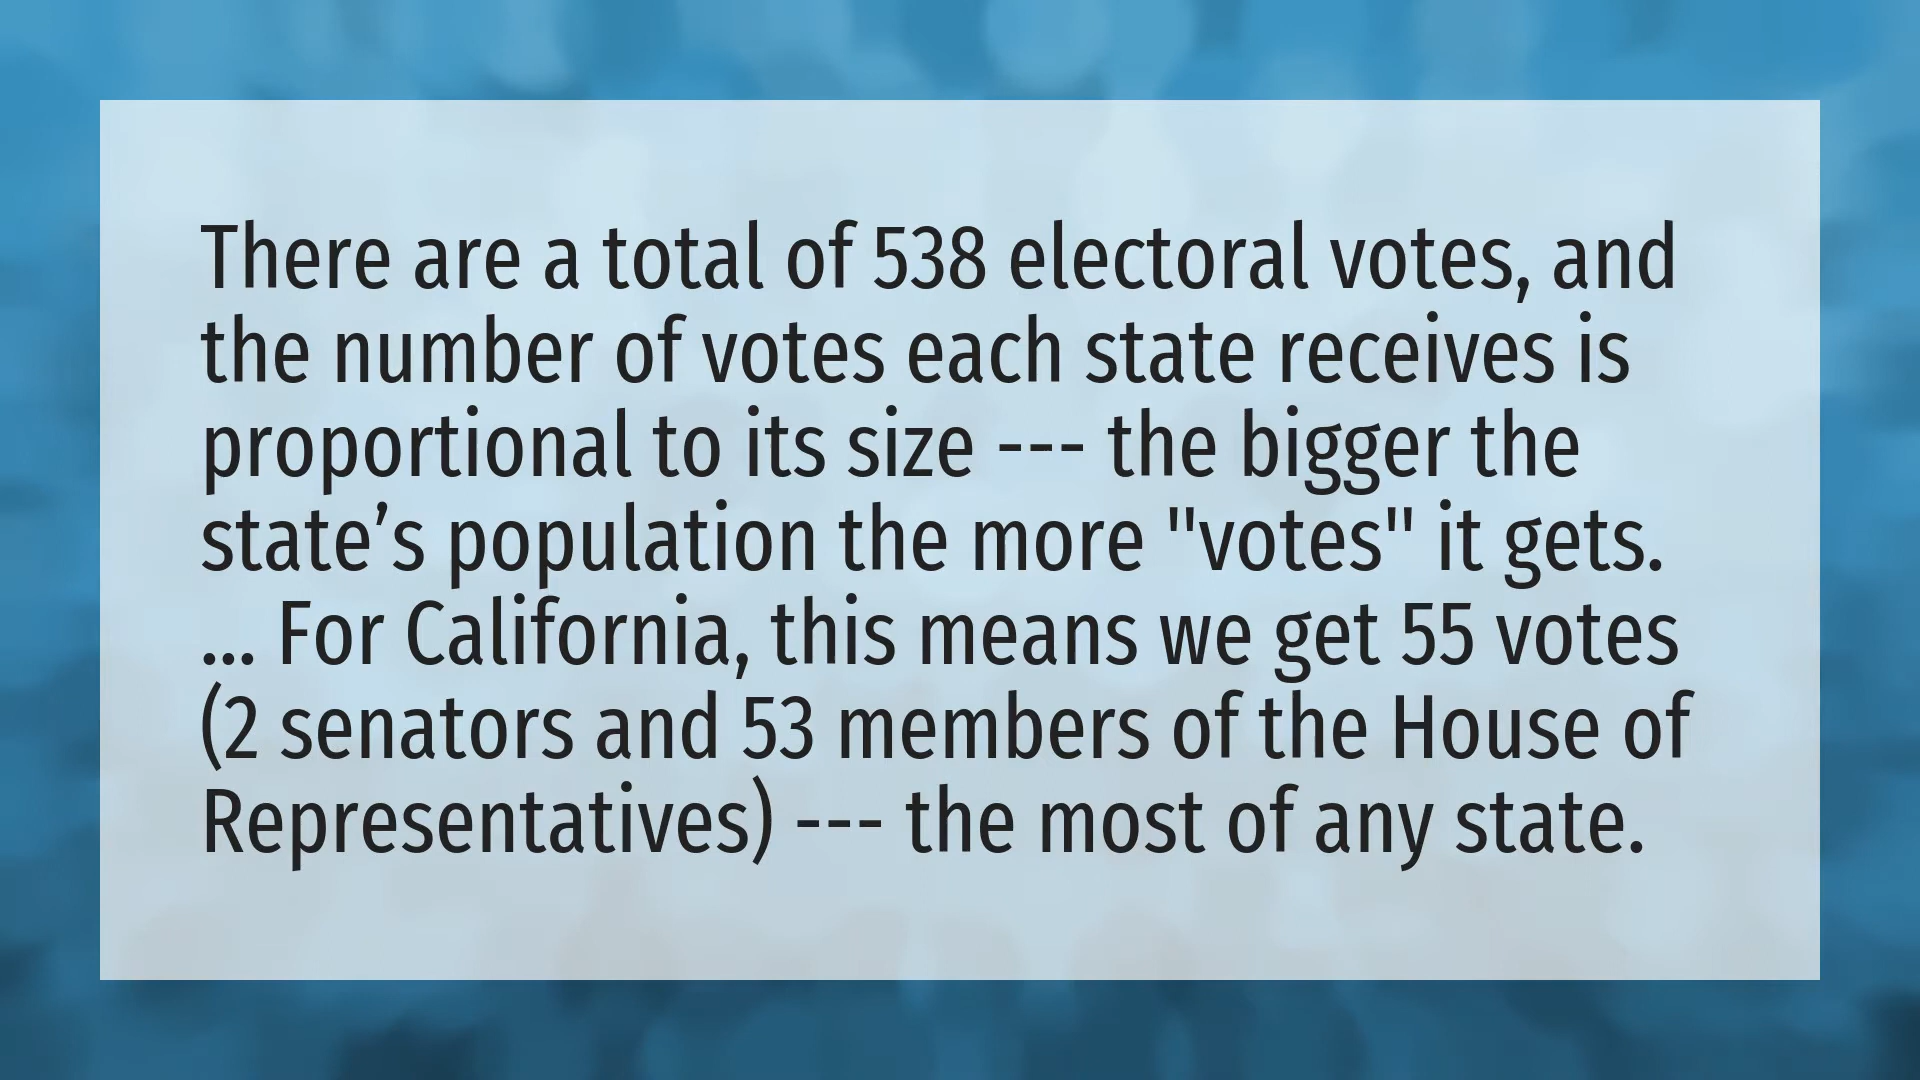 There are a total of 538 electoral votes, and
the number of votes each state receives is
proportional to its size --- the bigger the
state’s population the more "votes" it gets.
... For California, this means we get 55 votes
(2 senators and 53 members of the House of
Representatives) --- the most of any state.